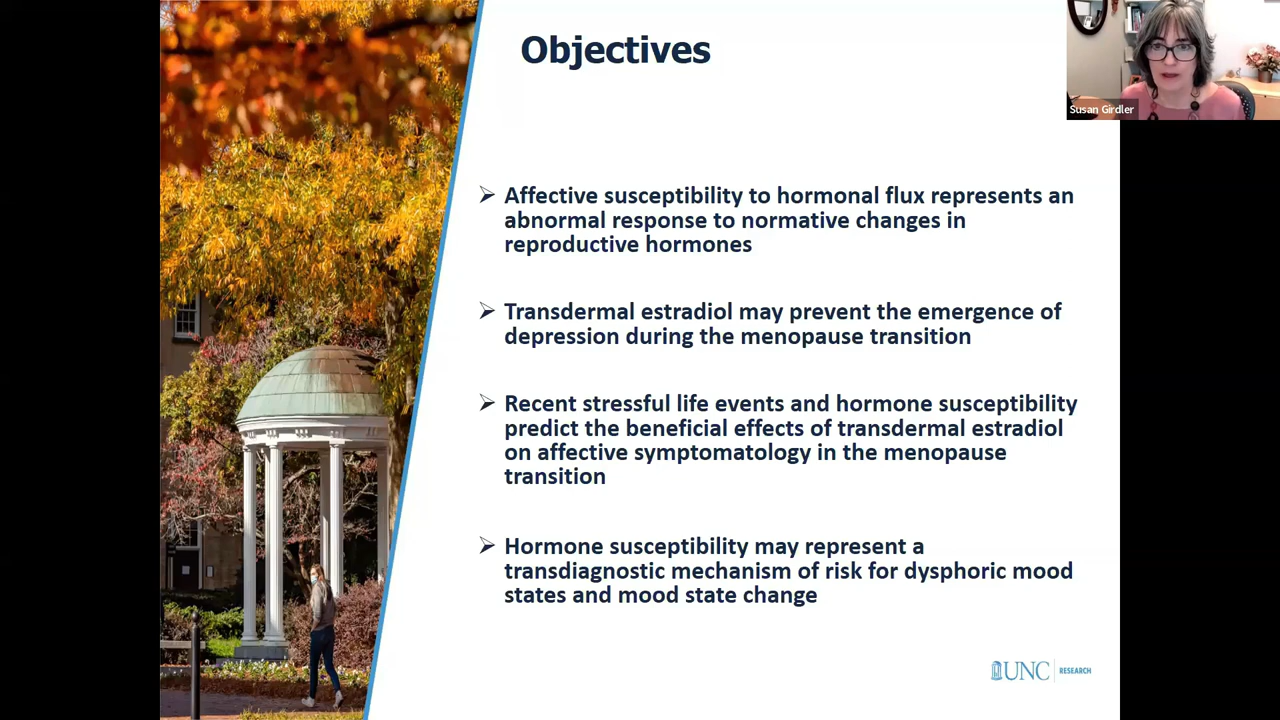 Objectives
Susan Girdler
➢ Affective susceptibility to hormonal flux represents an
abnormal response to normative changes in
reproductive hormones
➢ Transdermal estradiol may prevent the emergence of
depression during the menopause transition
➢ Recent stressful life events and hormone susceptibility
predict the beneficial effects of transdermal estradiol
on affective symptomatology in the menopause
transition
➢ Hormone susceptibility may represent a
transdiagnostic mechanism of risk for dysphoric mood
states and mood state change
UNC RESEARCH